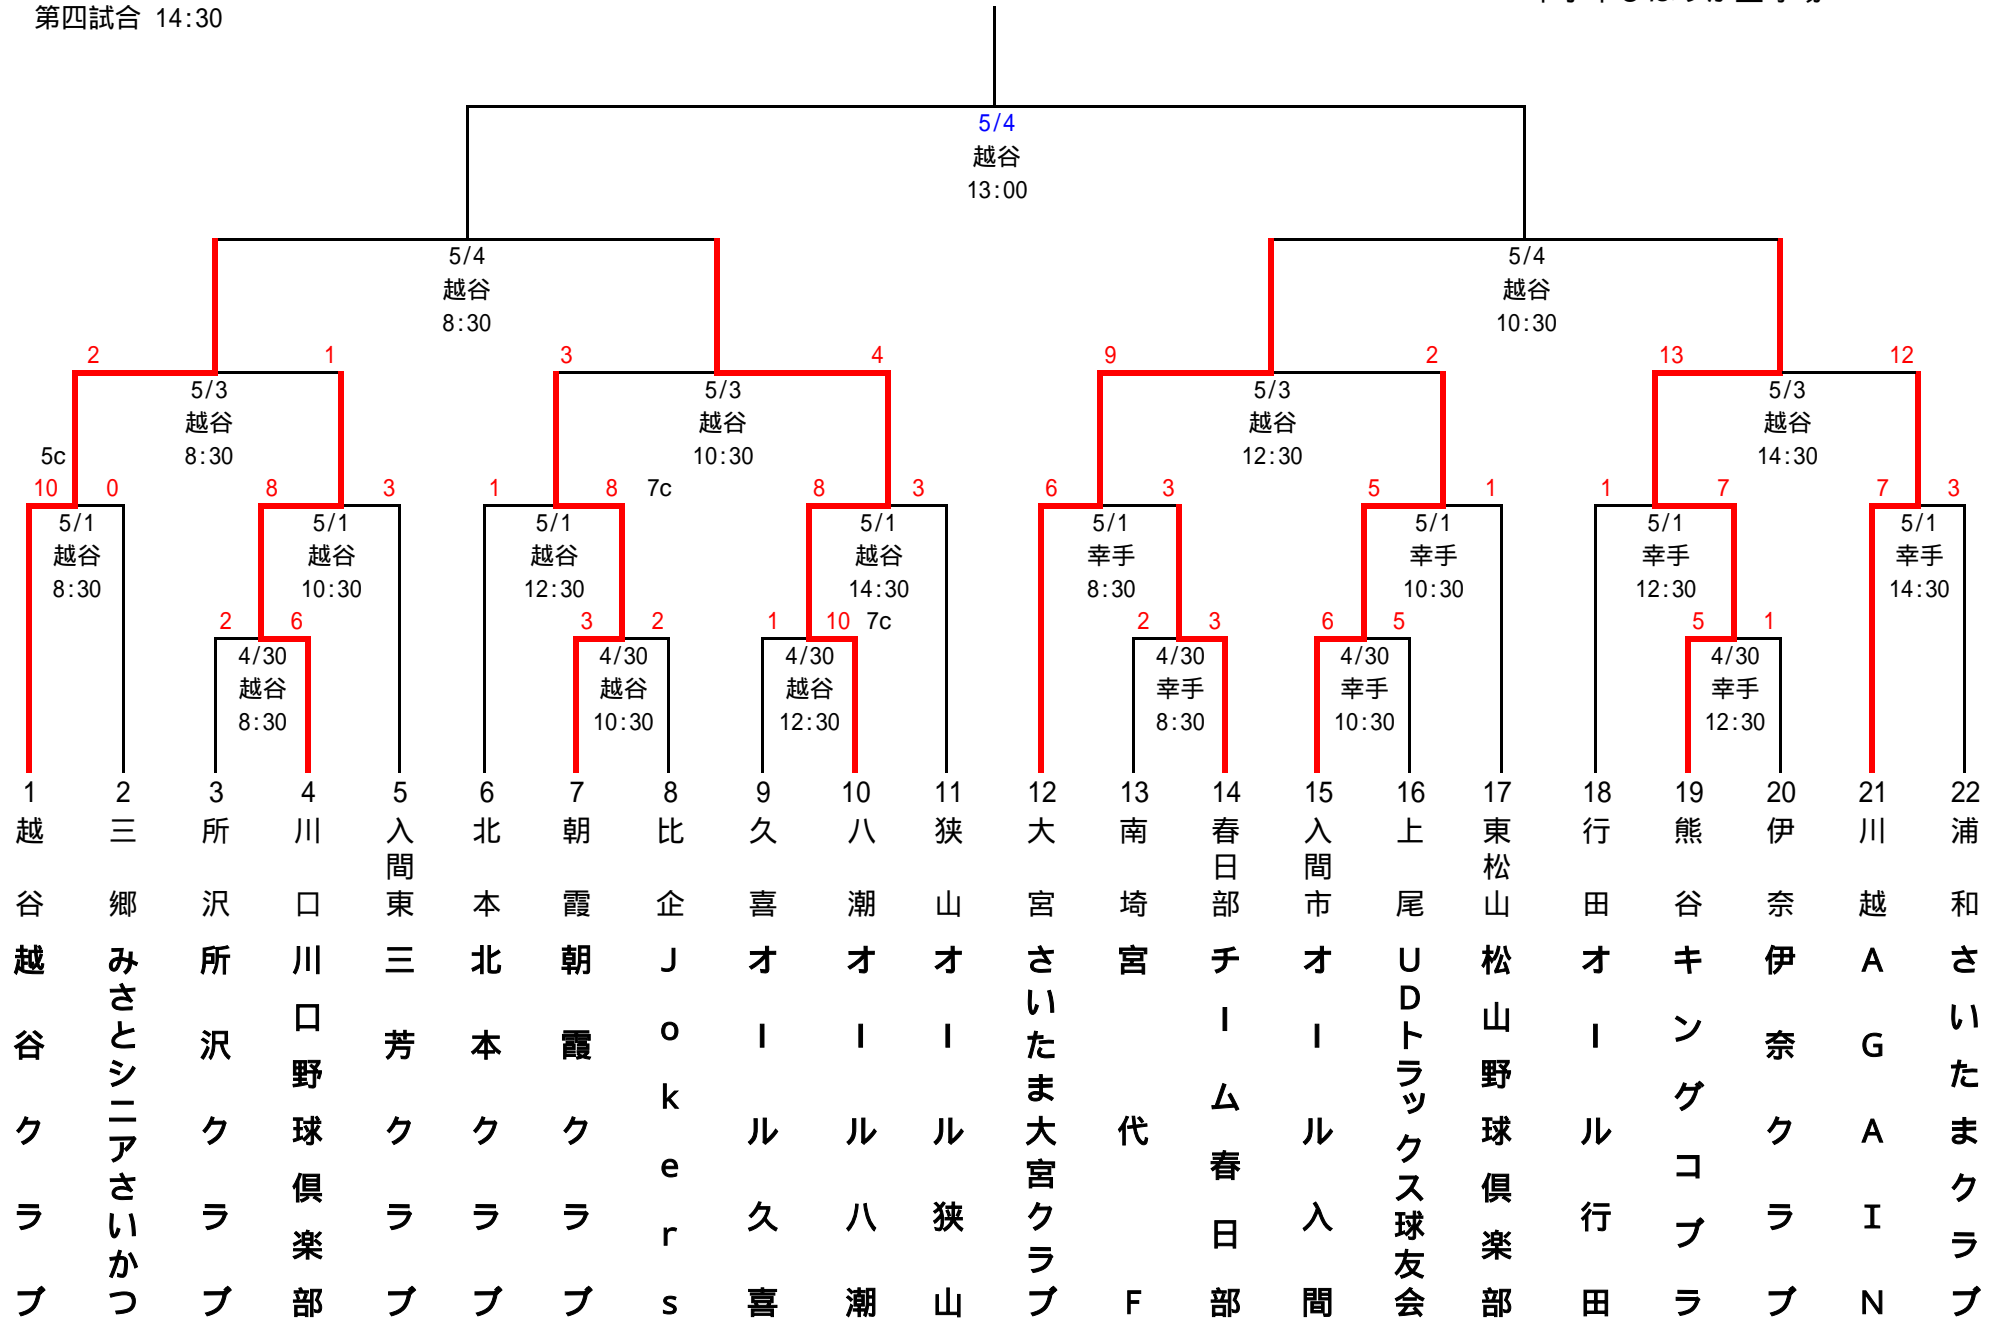 第四試合 14:30
5/4
越谷
13:00
5/4
越谷
8:30
5/4
越谷
10:30
2 1 3 4 9 2 13 12
5/3 5/3 5/3 5/3
越谷 越谷 越谷 越谷
5c 8:30 10:30 12:30 14:30
10 0 8 3 1 8 7c 8 3 6 3 5 1 1 7 7 3
5/1 5/1 5/1 5/1 5/1 5/1 5/1 5/1
越谷 越谷 越谷 越谷 幸手 幸手 幸手 幸手
8:30 10:30 12:30 14:30 8:30 10:30 12:30 14:30
2 6 3 2 1 10 7c 2 3 6 5 5 1
4/30 4/30 4/30 4/30 4/30 4/30
越谷 越谷 越谷 幸手 幸手 幸手
8:30 10:30 12:30 8:30 10:30 12:30
1 2 3 4 5 6 7 8 9 10 11 12 13 14 15 16 17 18 19 20 21 22
越谷
三郷
所沢
川口
入間東
北本
朝霞
比企
久喜
八潮
狭山
大宮
南埼
春日部
入間市
上尾
東松山
行田
熊谷
伊奈
川越
浦和
越谷クラブ
みさとシニアさいかつ
所沢クラブ
川口野球倶楽部
三芳クラブ
北本クラブ
朝霞クラブ
Jokers
オール久喜
オール八潮
オール狭山
さいたま大宮クラブ
宮代F
チーム春日部
オール入間
UDトラックス球友会
松山野球倶楽部
オール行田
キングコブラ
伊奈クラブ
AGAIN
さいたまクラブ